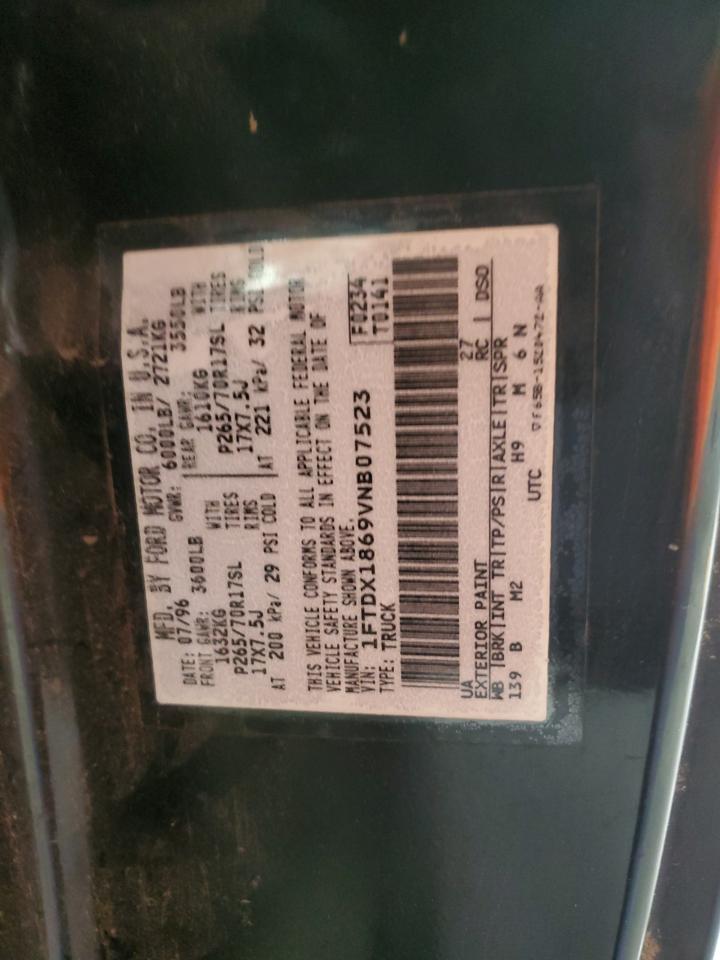 MFD. BY FORD MOTOR CO. IN U.S.A.
DATE: 07/96 GVWR: 6000LB/ 2721KG
FRONT GAWR: 3600LB REAR GAWR: 3550LB
1632KG WITH 1610KG WITH
P265/70R17SL TIRES P265/70R17SL TIRES
17X7.5J RIMS 17X7.5J RIMS
AT 200 kPa/ 29 PSI COLD AT 221 kPa/ 32 PSI COLD
THIS VEHICLE CONFORMS TO ALL APPLICABLE FEDERAL MOTOR
VEHICLE SAFETY STANDARDS IN EFFECT ON THE DATE OF
MANUFACTURE SHOWN ABOVE.
VIN: 1FTDX1869VNB07523 F0234
TYPE: TRUCK T0141
UA 27
EXTERIOR PAINT RC DSO
WB BRK INT TR TP/PS R AXLE TR SPR
139 B M2 H9 M 6 N
UTC